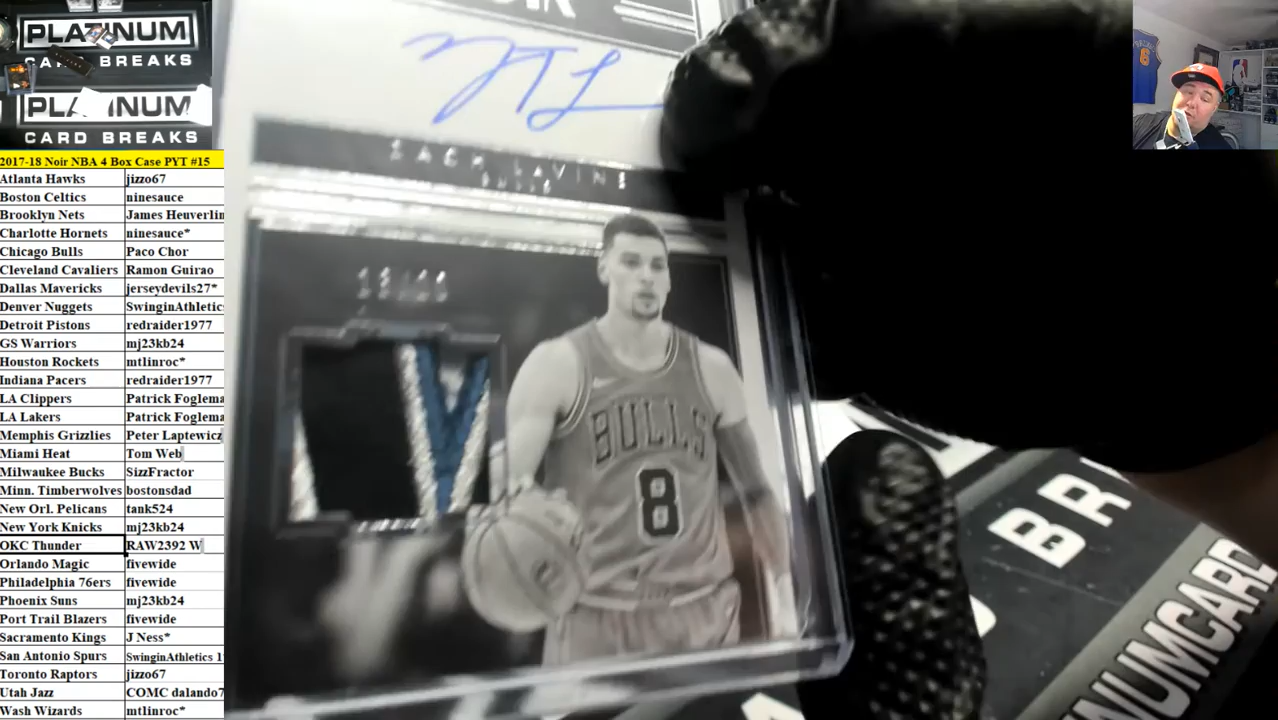 PLATINUM
CARD BREAKS
PLATINUM
CARD BREAKS
2017-18 Noir NBA 4 Box Case PYT #15
Atlanta Hawks jizzo67
Boston Celtics ninesauce
Brooklyn Nets James Heuverlin
Charlotte Hornets ninesauce*
Chicago Bulls Paco Chor
Cleveland Cavaliers Ramon Guirao
Dallas Mavericks jerseydevils27*
Denver Nuggets SwinginAthletic
Detroit Pistons redraider1977
GS Warriors mj23kb24
Houston Rockets mtlinroc*
Indiana Pacers redraider1977
LA Clippers Patrick Foglema
LA Lakers Patrick Foglema
Memphis Grizzlies Peter Laptewicz
Miami Heat Tom Web
Milwaukee Bucks SizzFractor
Minn. Timberwolves bostonsdad
New Orl. Pelicans tank524
New York Knicks mj23kb24
OKC Thunder RAW2392 W
Orlando Magic fivewide
Philadelphia 76ers fivewide
Phoenix Suns mj23kb24
Port Trail Blazers fivewide
Sacramento Kings J Ness*
San Antonio Spurs SwinginAthletics 1
Toronto Raptors jizzo67
Utah Jazz COMC dalando7
Wash Wizards mtlinroc*
ZACH LAVINE
BULLS
BULLS
8
BR
NUMCARD